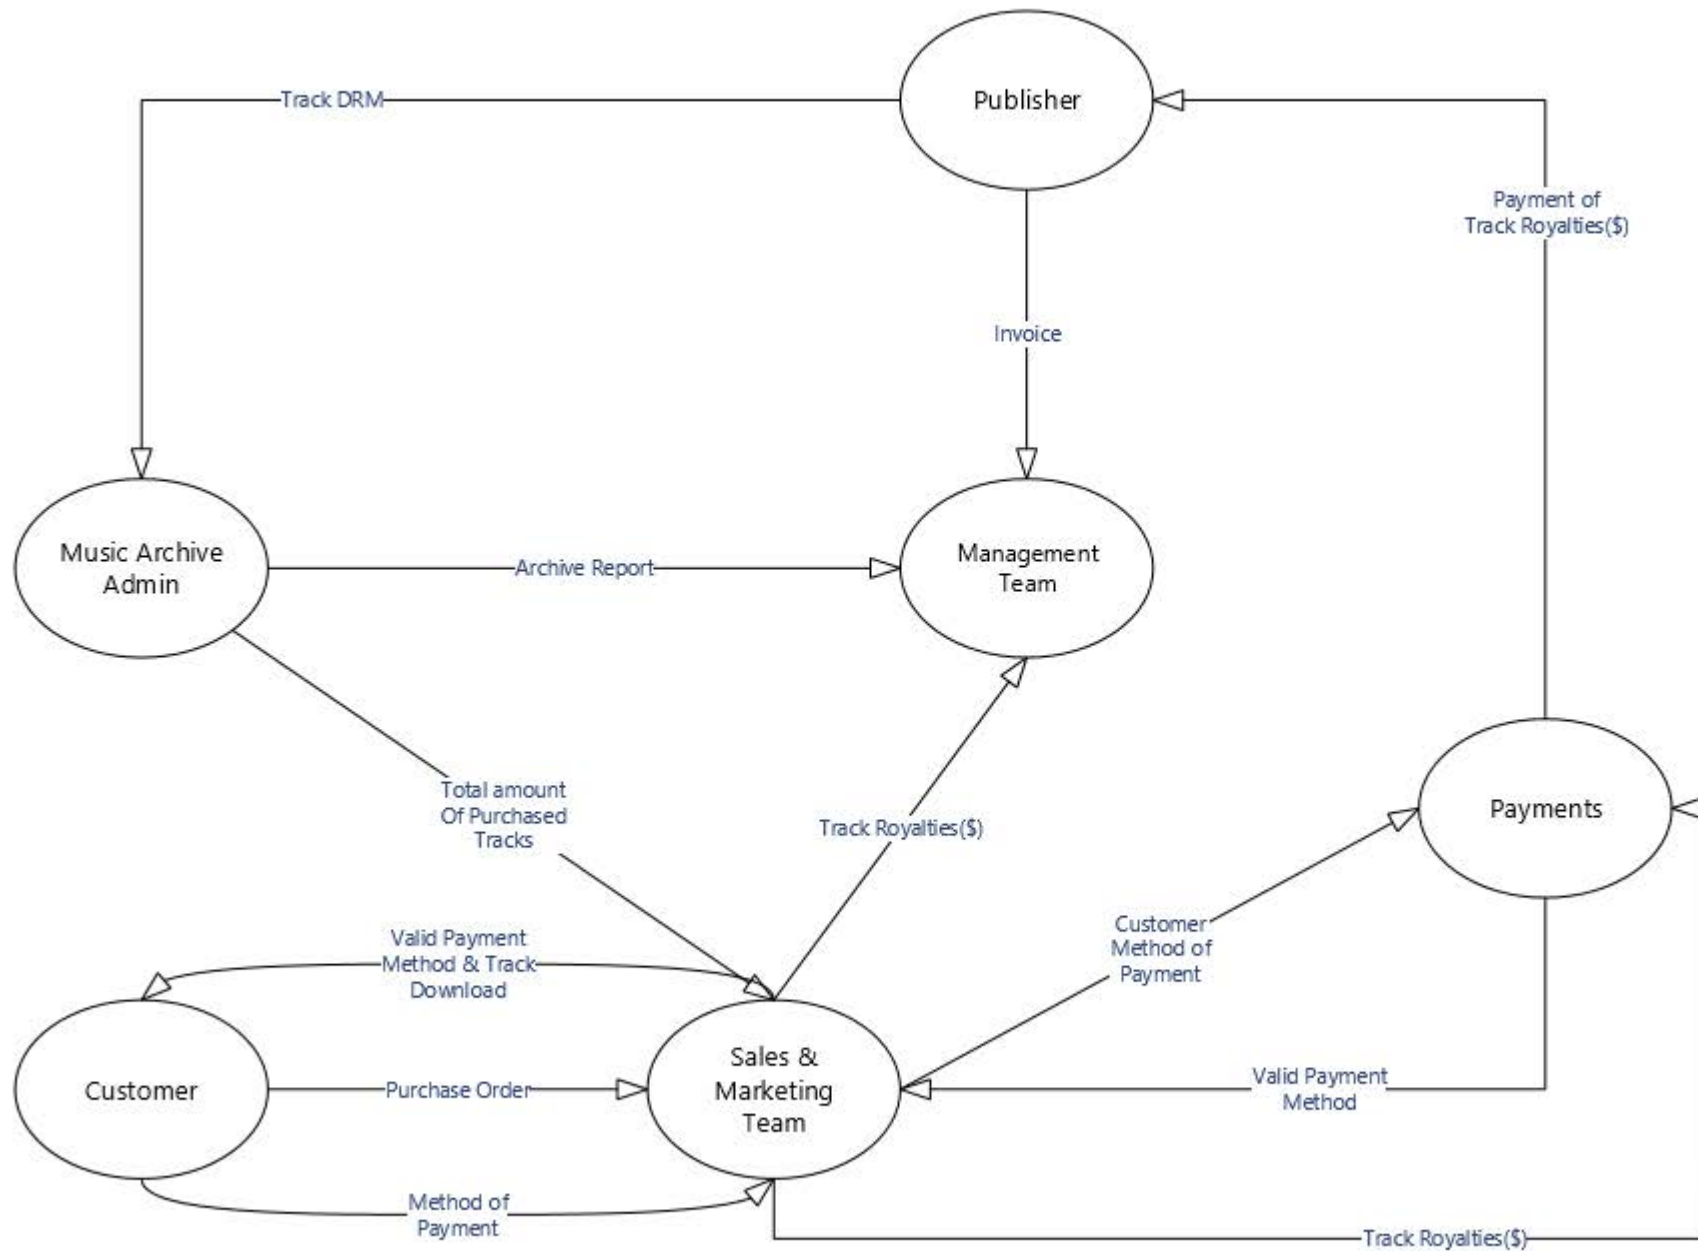 Track DRM
Publisher
Payment of
Track Royalties($)
Invoice
Music Archive
Admin
Archive Report
Management
Team
Total amount
Of Purchased
Tracks
Track Royalties($)
Payments
Customer
Method of
Payment
Valid Payment
Method & Track
Download
Customer
Purchase Order
Sales &
Marketing
Team
Valid Payment
Method
Method of
Payment
Track Royalties($)